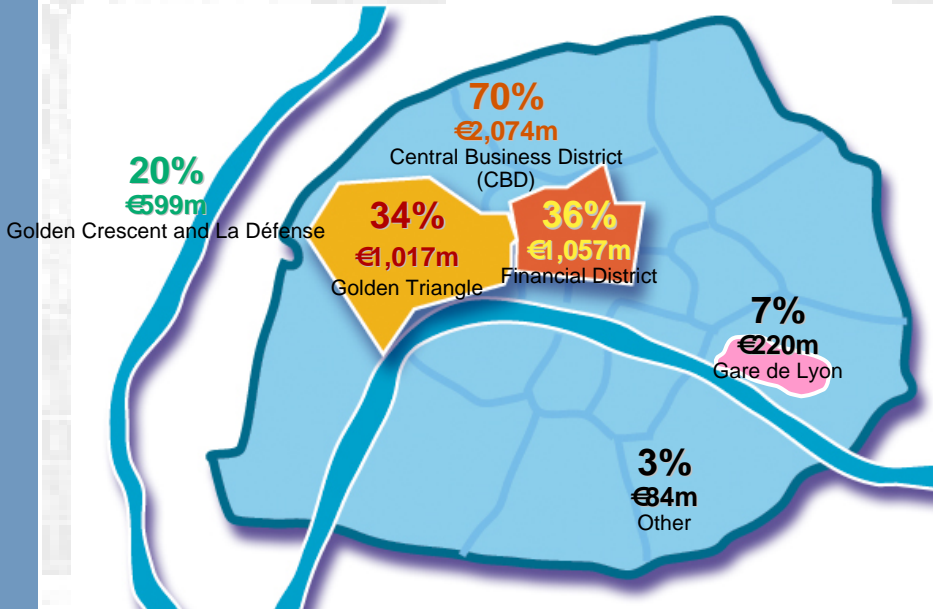 70%
€2,074m
Central Business District
(CBD)
20%
€599m
Golden Crescent and La Défense
34%
€1,017m
Golden Triangle
36%
€1,057m
Financial District
7%
€220m
Gare de Lyon
3%
€84m
Other